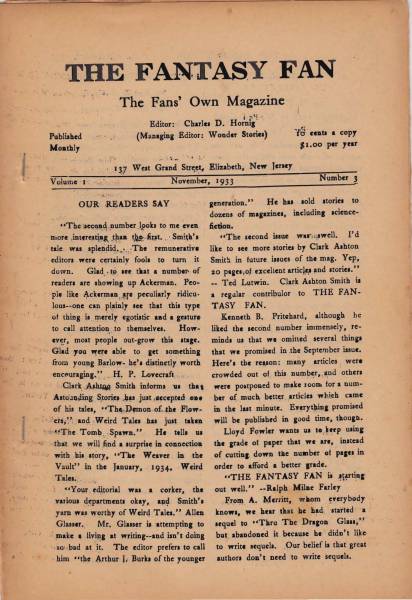 THE FANTASY FAN
The Fans' Own Magazine
Editor: Charles D. Hornig
(Managing Editor: Wonder Stories)
Published
Monthly
10 cents a copy
$1.00 per year
137 West Grand Street, Elizabeth, New Jersey
Volume 1
November, 1933
Number 3
OUR READERS SAY
"The second number looks to me even
more interesting than the first. Smith's
tale was splendid. The remunerative
editors were certainly fools to turn it
down. Glad to see that a number of
readers are showing up Ackerman. Peo-
ple like Ackerman are peculiarly ridicu-
lous—one can plainly see that this type
of thing is merely egotistic and a gesture
to call attention to themselves. How-
ever, most people out-grow this stage.
Glad you were able to get something
from young Barlow- he's distinctly worth
encouraging." H. P. Lovecraft
Clark Ashton Smith informs us that
Astounding Stories has just accepted one
of his tales, "The Demon of the Flow-
ers," and Weird Tales has taken
"The Tomb Spawn." He tells us
that we will find a surprise in connection
with his story, "The Weaver in the
Vault" in the January, 1934, Weird
Tales.
"Your editorial was a corker, the
various departments okay, and Smith's
yarn was worthy of Weird Tales." Allen
Glasser. Mr. Glasser is attempting to
make a living at writing--and isn't doing
so bad at it. The editor prefers to call
him "the Arthur J. Burks of the younger
generation." He has sold stories to
dozens of magazines, including science-
fiction.
"The second issue was swell. I'd
like to see more stories by Clark Ashton
Smith in future issues of the mag. Yep,
20 pages of excellent articles and stories."
-- Ted Lutwin. Clark Ashton Smith is
a regular contributor to THE FAN-
TASY FAN.
Kenneth B. Pritchard, although he
liked the second number immensely, re-
minds us that we omitted several things
that we promised in the September issue.
Here's the reason: many articles were
crowded out of this number, and others
were postponed to make room for a num-
ber of much better articles which came
in the last minute. Everything promised
will be published in good time, though.
Lloyd Fowler wants us to keep using
the grade of paper that we are, instead
of cutting down the number of pages in
order to afford a better grade.
"THE FANTASY FAN is starting
out well." --Ralph Milne Farley
From A. Merritt, whom everybody
knows, we hear that he had started a
sequel to "Thru The Dragon Glass,"
but abandoned it because he didn't like
to write sequels. Our belief is that great
authors don't need to write sequels.